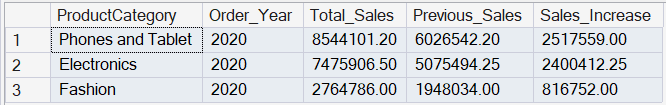 ProductCategory Order_Year Total_Sales Previous_Sales Sales_Increase
1 Phones and Tablet 2020 8544101.20 6026542.20 2517559.00
2 Electronics 2020 7475906.50 5075494.25 2400412.25
3 Fashion 2020 2764786.00 1948034.00 816752.00